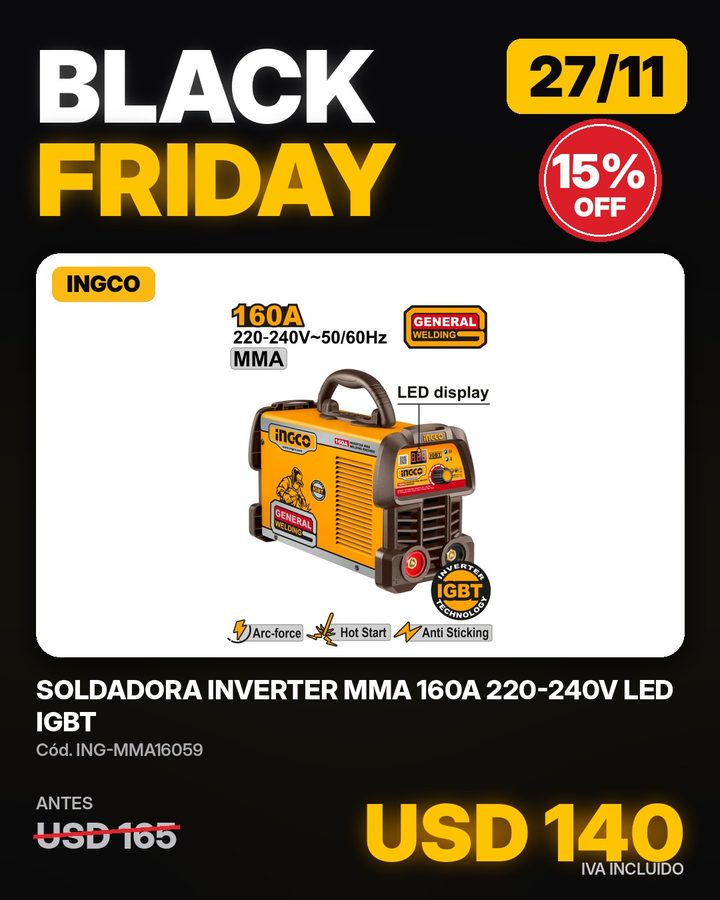 BLACK
FRIDAY
27/11
15%
OFF
INGCO
160A
220-240V~50/60Hz
MMA
GENERAL
WELDING
LED display
INGCO
160A
INGCO
INGCO
IGBT
GENERAL
WELDING
INVERTER
IGBT
TECHNOLOGY
Arc-force
Hot Start
Anti Sticking
SOLDADORA INVERTER MMA 160A 220-240V LED
IGBT
Cód. ING-MMA16059
ANTES
USD 165
USD 140
IVA INCLUIDO